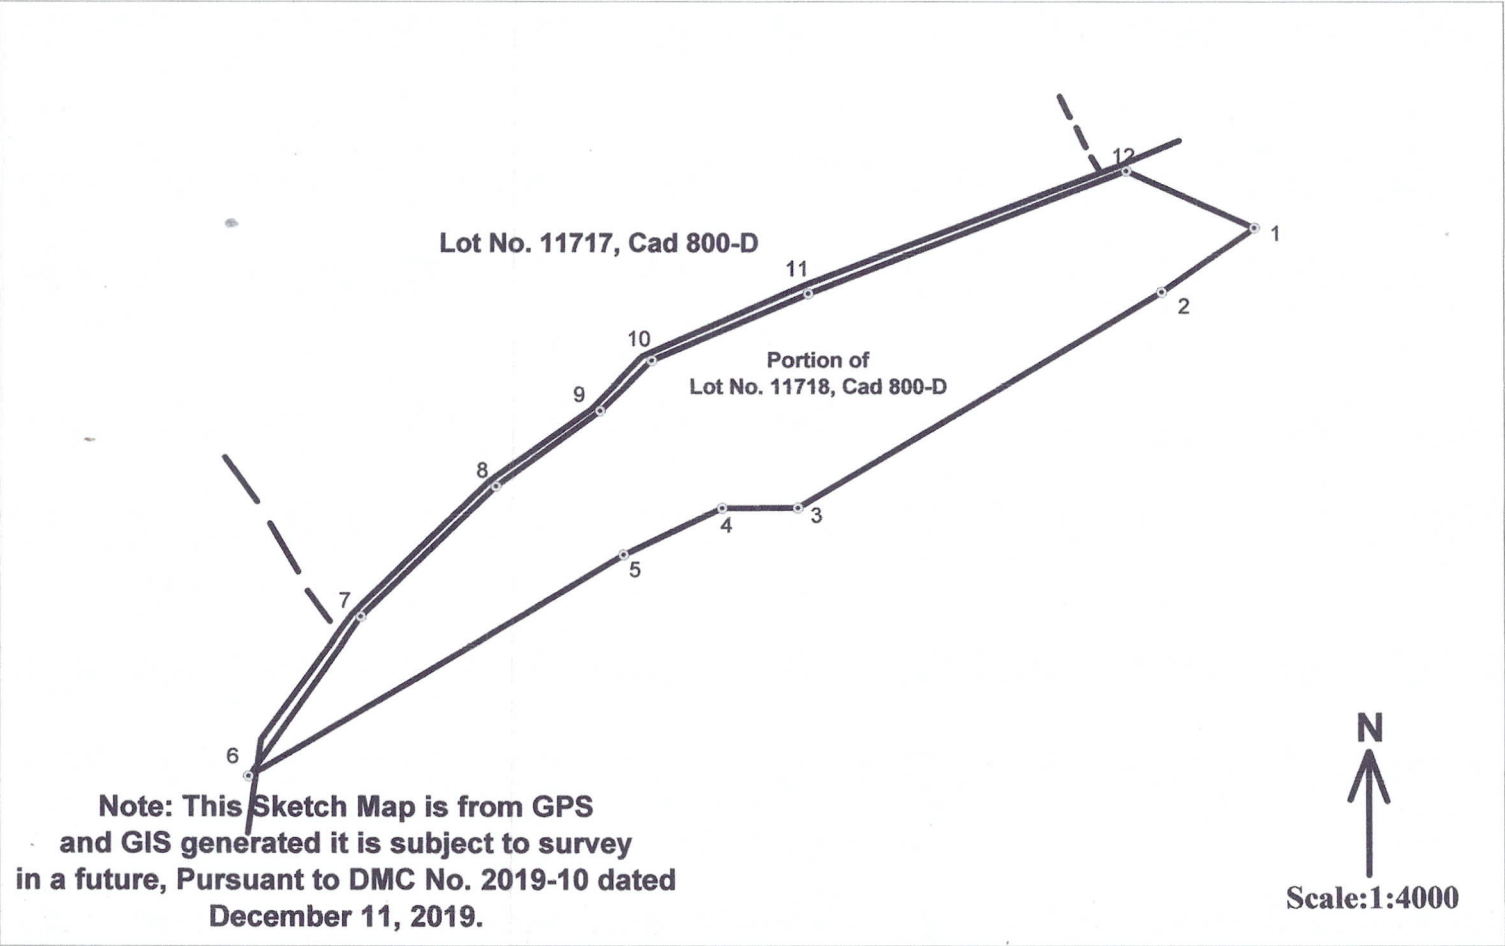 12
Lot No. 11717, Cad 800-D
1
11
2
10
Portion of
Lot No. 11718, Cad 800-D
9
8
3
4
5
7
6
N
Note: This Sketch Map is from GPS
and GIS generated it is subject to survey
in a future, Pursuant to DMC No. 2019-10 dated
December 11, 2019.
Scale:1:4000